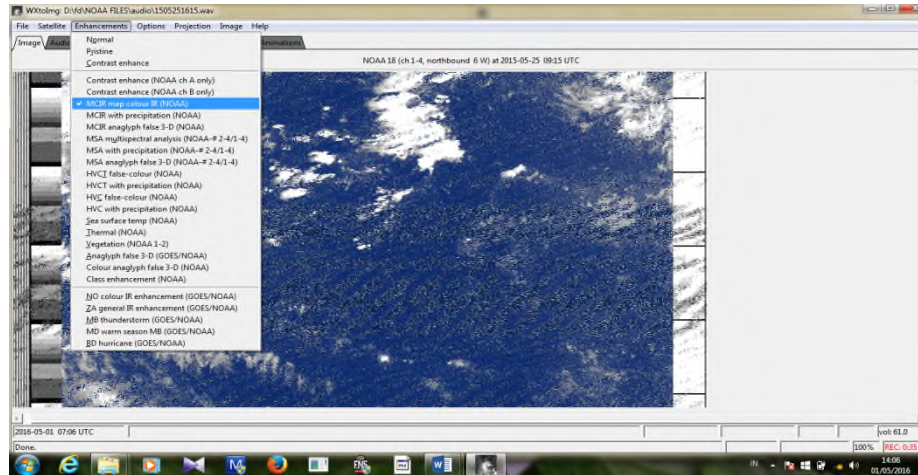 WXtoImg: D:\fd\NOAA FILES\audio\1505251615.wav
File Satellite Enhancements Options Projection Image Help
Image
NOAA 18 (ch 1-4, northbound 6 W) at 2015-05-25 09:15 UTC
Normal
Pristine
Contrast enhance
Contrast enhance (NOAA ch A only)
Contrast enhance (NOAA ch B only)
MCIR map colour IR (NOAA)
MCIR with precipitation (NOAA)
MCIR anaglyph false 3-D (NOAA)
MSA multispectral analysis (NOAA-# 2-4/1-4)
MSA with precipitation (NOAA-# 2-4/1-4)
MSA anaglyph false 3-D (NOAA-# 2-4/1-4)
HVCT false-colour (NOAA)
HVCT with precipitation (NOAA)
HVC false-colour (NOAA)
HVC with precipitation (NOAA)
Sea surface temp (NOAA)
Thermal (NOAA)
Vegetation (NOAA 1-2)
Anaglyph false 3-D (GOES/NOAA)
Colour anaglyph false 3-D (NOAA)
Class enhancement (NOAA)
NO colour IR enhancement (GOES/NOAA)
ZA general IR enhancement (GOES/NOAA)
MB thunderstorm (GOES/NOAA)
MD warm season MB (GOES/NOAA)
BD hurricane (GOES/NOAA)
2016-05-01 07:06 UTC
vol: 61.0
Done.
100% REC: 0:35
IN
14:06
01/05/2016